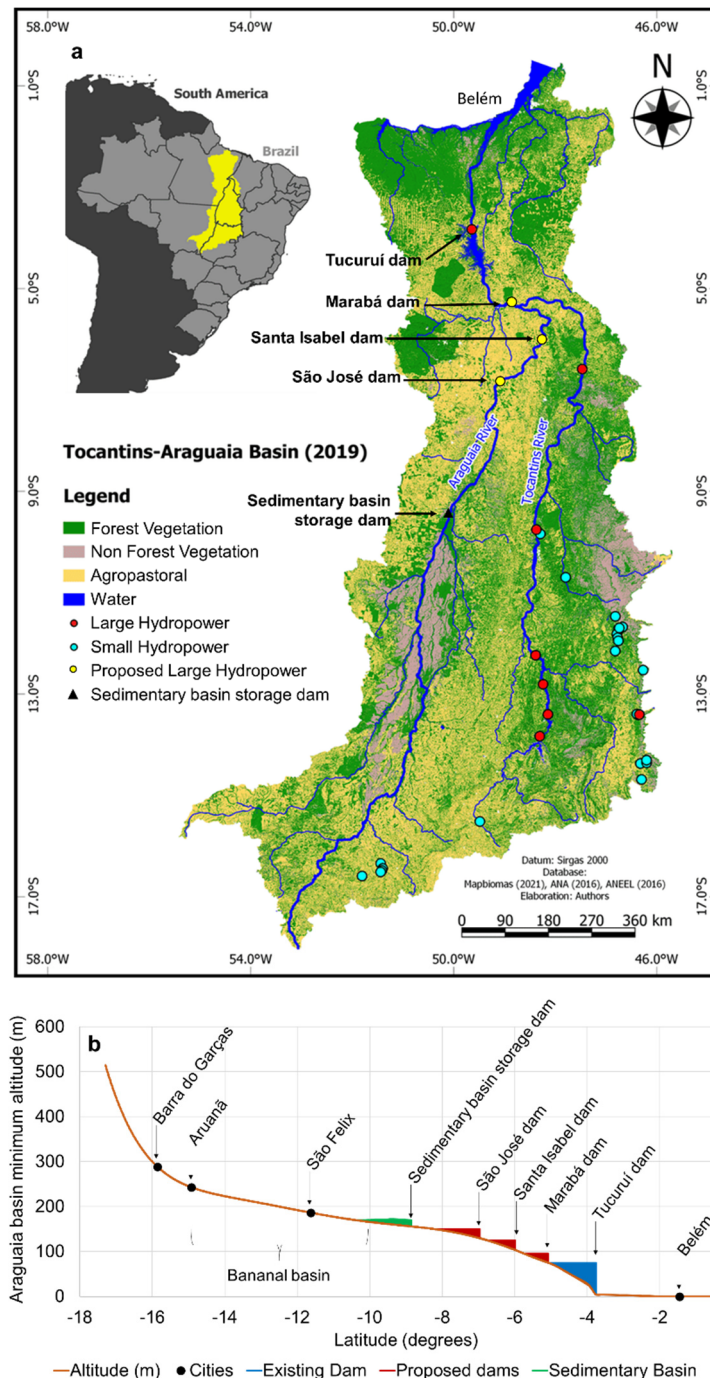 58.0°W
54.0°W
50.0°W
46.0°W
a
N
Belém
1.0°S
1.0°S
South America
Brazil
Tucuruí dam
5.0°S
5.0°S
Marabá dam
Santa Isabel dam
São José dam
Araguaia River
Tocantins River
Tocantins-Araguaia Basin (2019)
Legend
9.0°S
9.0°S
Sedimentary basin
storage dam
Forest Vegetation
Non Forest Vegetation
Agropastoral
Water
Large Hydropower
Small Hydropower
Proposed Large Hydropower
Sedimentary basin storage dam
13.0°S
13.0°S
Datum: Sirgas 2000
Database:
Mapbiomas (2021), ANA (2016), ANEEL (2016)
Elaboration: Authors
17.0°S
17.0°S
0 90 180 270 360 km
58.0°W
54.0°W
50.0°W
46.0°W
b
Araguaia basin minimum altitude (m)
600
500
400
300
200
100
0
Barra do Garças
Aruanã
São Felix
Sedimentary basin storage dam
São José dam
Santa Isabel dam
Marabá dam
Tucuruí dam
Belém
Bananal basin
-18 -16 -14 -12 -10 -8 -6 -4 -2
Latitude (degrees)
Altitude (m) Cities Existing Dam Proposed dams Sedimentary Basin